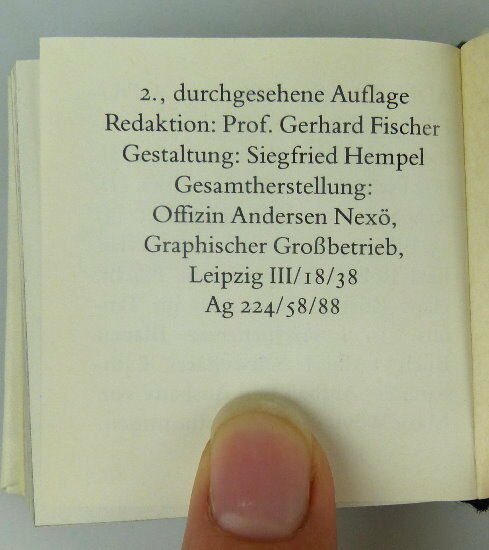 2., durchgesehene Auflage
Redaktion: Prof. Gerhard Fischer
Gestaltung: Siegfried Hempel
Gesamtherstellung:
Offizin Andersen Nexö,
Graphischer Großbetrieb,
Leipzig III/18/38
Ag 224/58/88